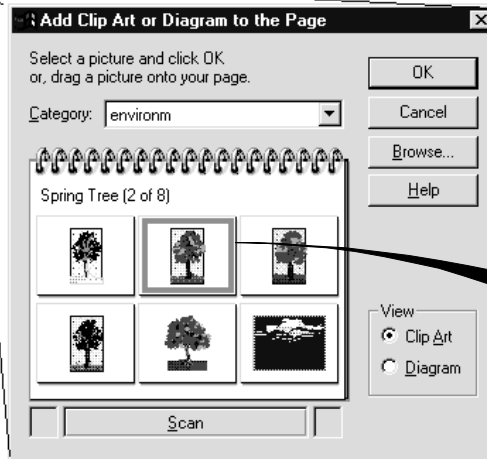 Add Clip Art or Diagram to the Page
Select a picture and click OK
or, drag a picture onto your page.
Category: environm
OK
Cancel
Browse...
Help
Spring Tree (2 of 8)
View
Clip Art
Diagram
Scan